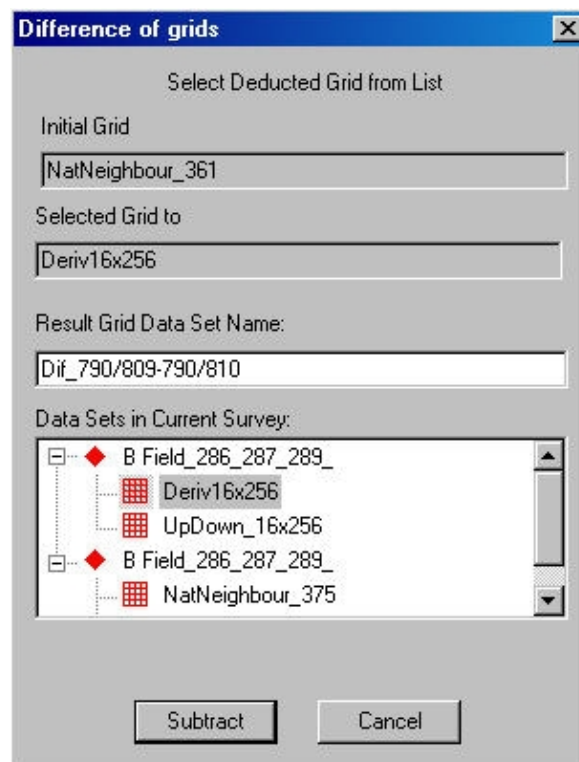 Difference of grids
Select Deducted Grid from List
Initial Grid
NatNeighbour_361
Selected Grid to
Deriv16x256
Result Grid Data Set Name:
Dif_790/809-790/810
Data Sets in Current Survey:
B Field_286_287_289_
Deriv16x256
UpDown_16x256
B Field_286_287_289_
NatNeighbour_375
Subtract Cancel